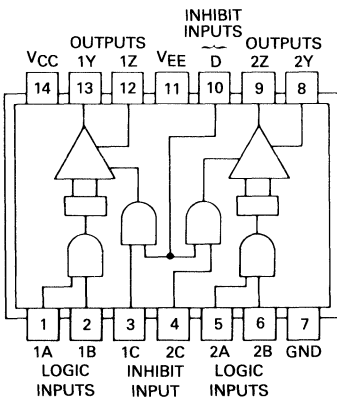 INHIBIT
INPUTS
OUTPUTS OUTPUTS
VCC 1Y 1Z VEE D 2Z 2Y
14 13 12 11 10 9 8
1 2 3 4 5 6 7
1A 1B 1C 2C 2A 2B GND
LOGIC INHIBIT LOGIC
INPUTS INPUT INPUTS